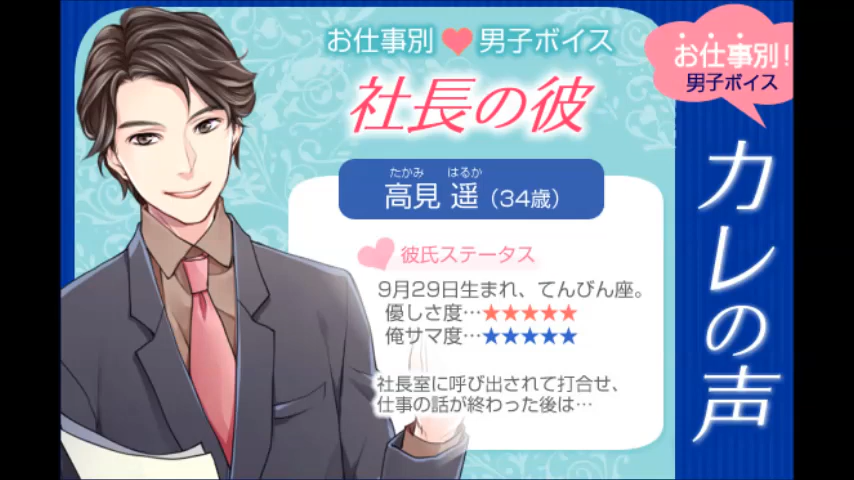 お仕事別♥男子ボイス
社長の彼
たかみ はるか
高見 遥（34歳）
彼氏ステータス
9月29日生まれ、てんびん座。
優しさ度…★★★★★
俺サマ度…★★★★★
社長室に呼び出されて打合せ、
仕事の話が終わった後は…
お仕事別！
男子ボイス
カレの声